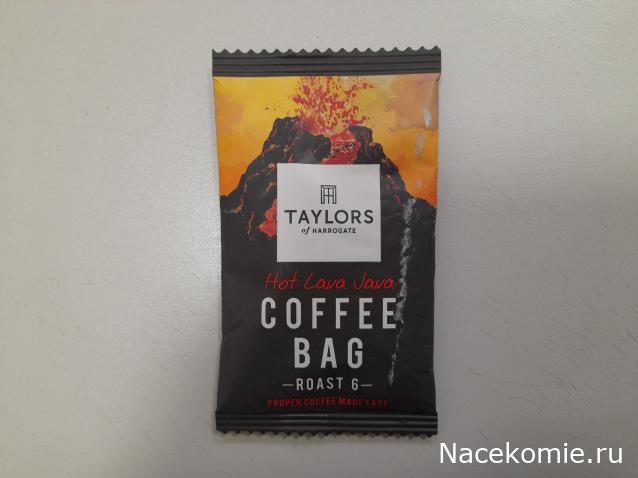 TAYLORS
of HARROGATE
Hot Lava Java
COFFEE
BAG
—ROAST 6—
PROPER COFFEE MADE EASY
Nacekomie.ru